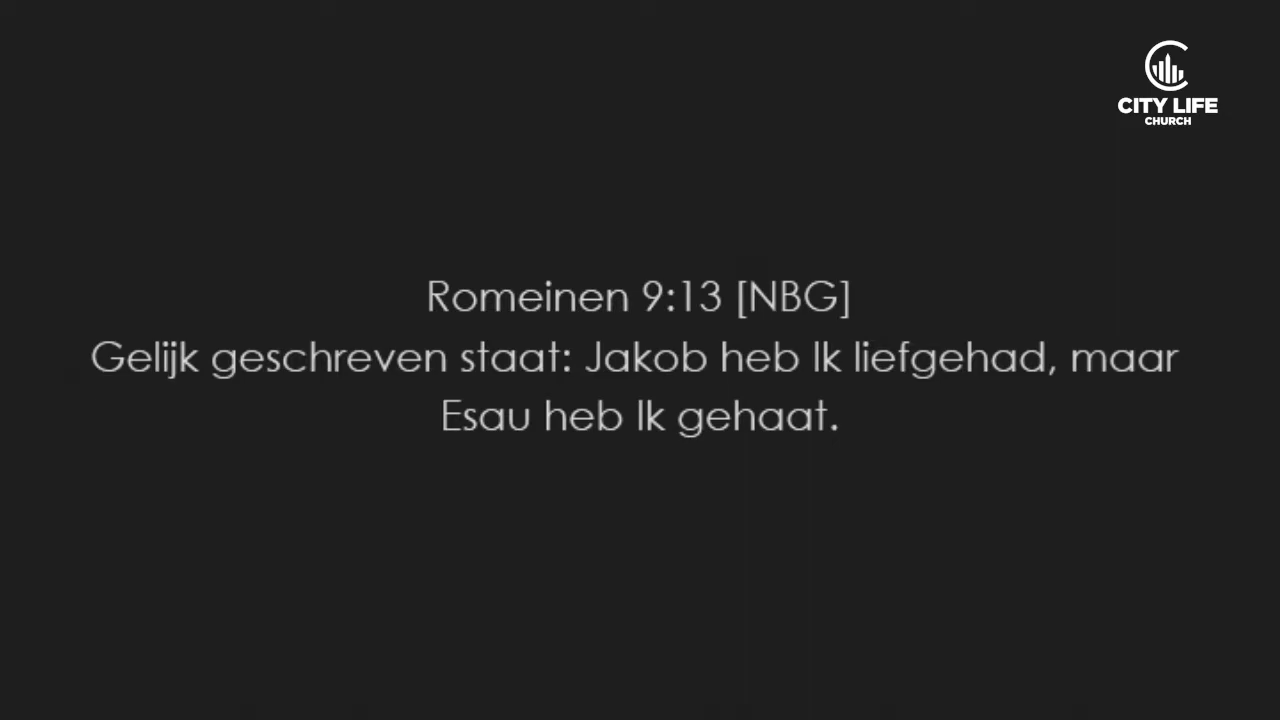 CITY LIFE
CHURCH
Romeinen 9:13 [NBG]
Gelijk geschreven staat: Jakob heb Ik liefgehad, maar
Esau heb Ik gehaat.